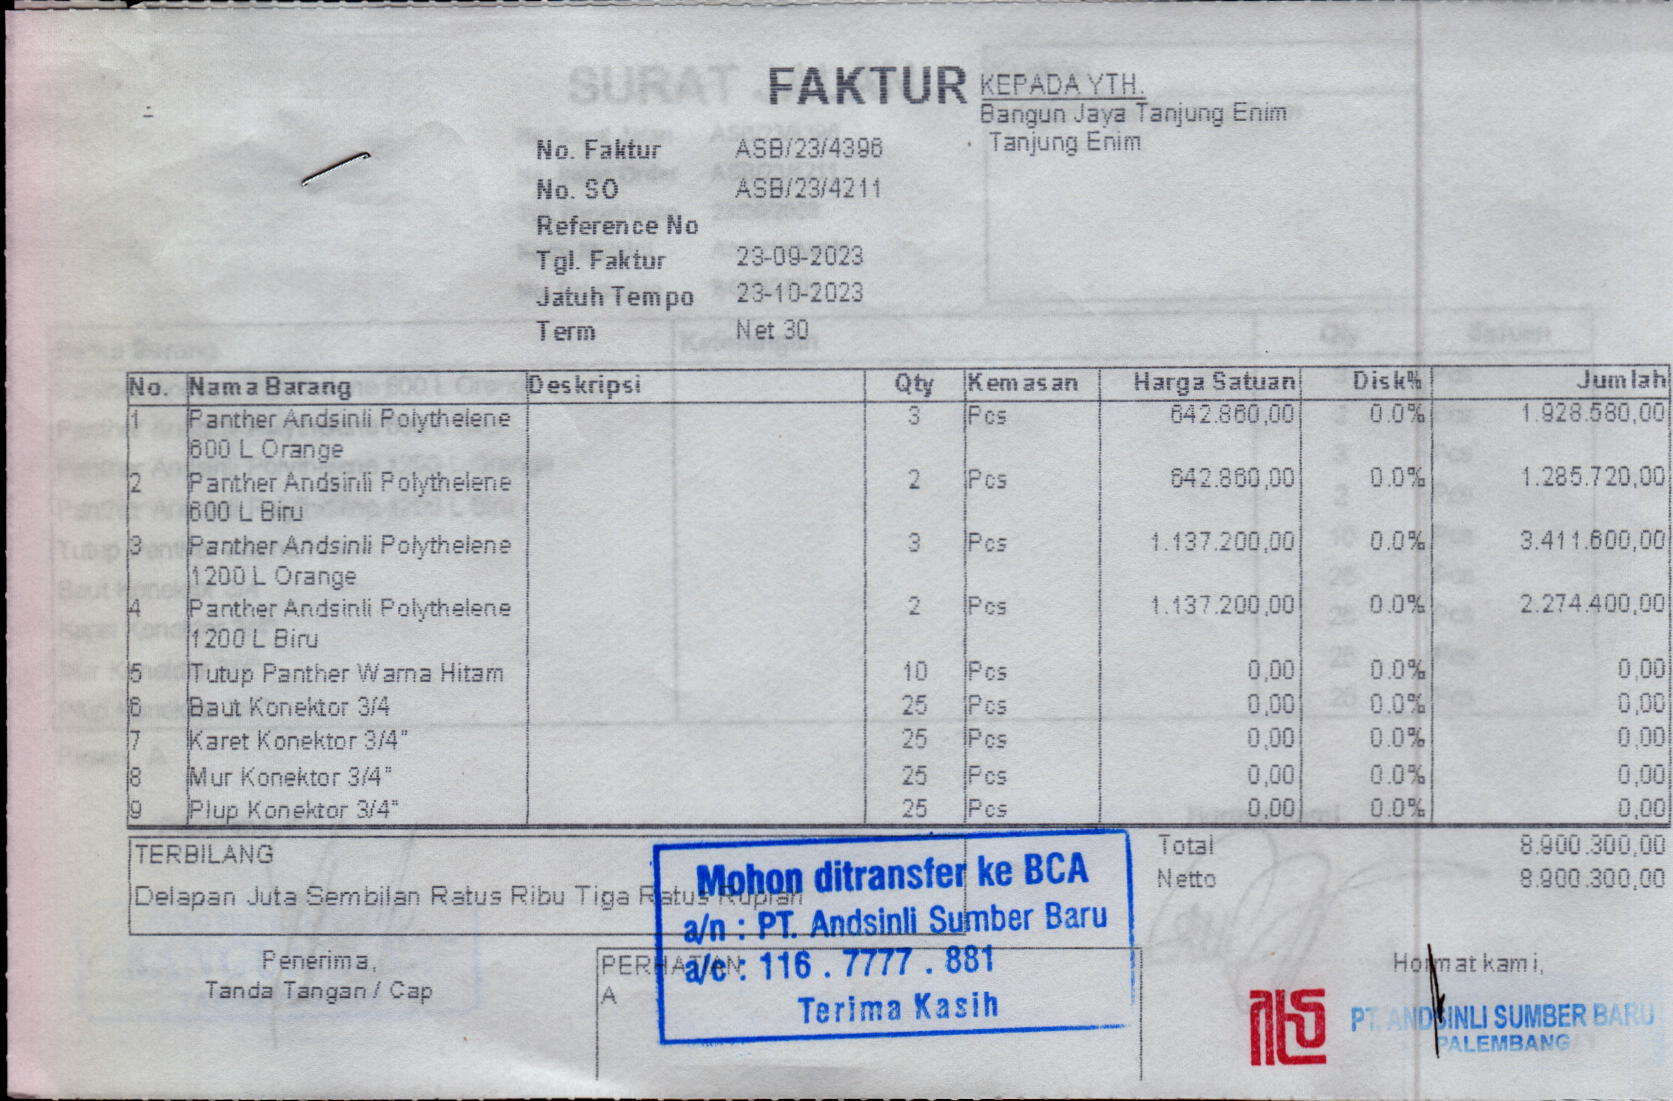 FAKTUR
KEPADA YTH.
Bangun Jaya Tanjung Enim
Tanjung Enim
No. Faktur ASB/23/4396
No. SO ASB/23/4211
Reference No
Tgl. Faktur 23-09-2023
Jatuh Tempo 23-10-2023
Term Net 30
No. Nama Barang Deskripsi Qty Kemasan Harga Satuan Disk% Jumlah
1 Panther Andsinli Polythelene 3 Pcs 642.860,00 0.0% 1.928.580,00
600 L Orange
2 Panther Andsinli Polythelene 2 Pcs 642.860,00 0.0% 1.285.720,00
600 L Biru
3 Panther Andsinli Polythelene 3 Pcs 1.137.200,00 0.0% 3.411.600,00
1200 L Orange
4 Panther Andsinli Polythelene 2 Pcs 1.137.200,00 0.0% 2.274.400,00
1200 L Biru
5 Tutup Panther Warna Hitam 10 Pcs 0,00 0.0% 0,00
6 Baut Konektor 3/4 25 Pcs 0,00 0.0% 0,00
7 Karet Konektor 3/4" 25 Pcs 0,00 0.0% 0,00
8 Mur Konektor 3/4" 25 Pcs 0,00 0.0% 0,00
9 Plup Konektor 3/4" 25 Pcs 0,00 0.0% 0,00
TERBILANG
Delapan Juta Sembilan Ratus Ribu Tiga Ratus Rupiah
Total 8.900.300,00
Netto 8.900.300,00
Mohon ditransfer ke BCA
a/n : PT. Andsinli Sumber Baru
a/c : 116 . 7777 . 881
Terima Kasih
Penerima,
Tanda Tangan / Cap
PERHATIAN
A
Hormat kami,
PT. ANDSINLI SUMBER BARU
PALEMBANG